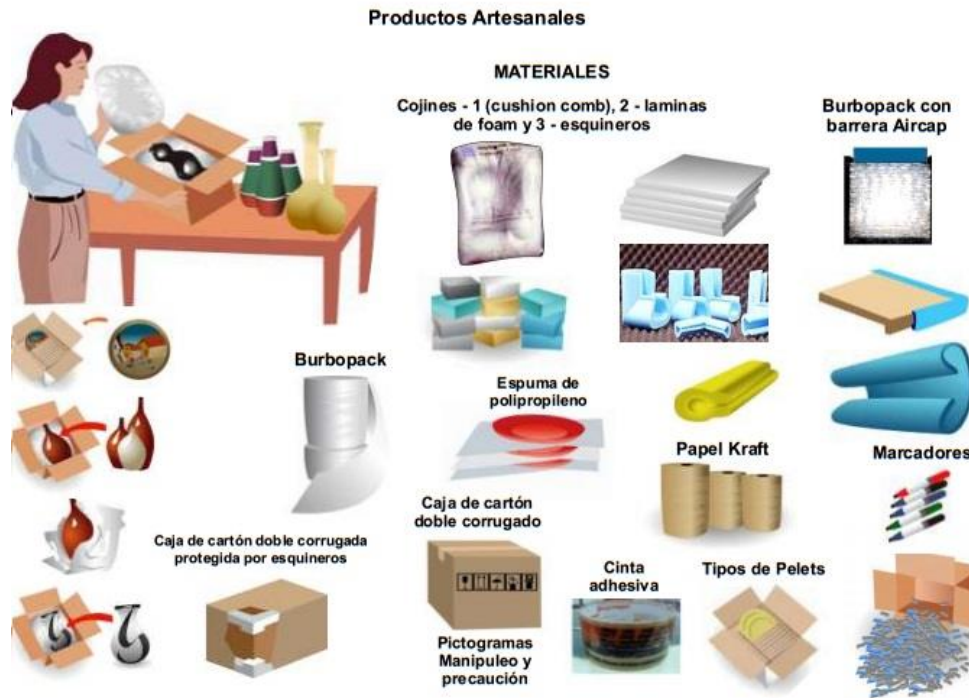 Productos Artesanales
MATERIALES
Cojines - 1 (cushion comb), 2 - laminas
de foam y 3 - esquineros
Burbopack con
barrera Aircap
Burbopack
Espuma de
polipropileno
Papel Kraft
Marcadores
Caja de cartón doble corrugada
protegida por esquineros
Caja de cartón
doble corrugado
Cinta
adhesiva
Tipos de Pelets
Pictogramas
Manipuleo y
precaución